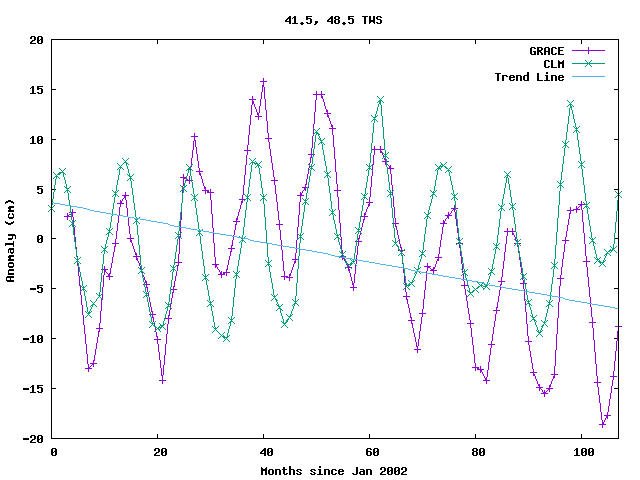 41.5, 48.5 TWS
GRACE
CLM
Trend Line
20
15
10
5
0
-5
-10
-15
-20
Anomaly (cm)
0 20 40 60 80 100
Months since Jan 2002